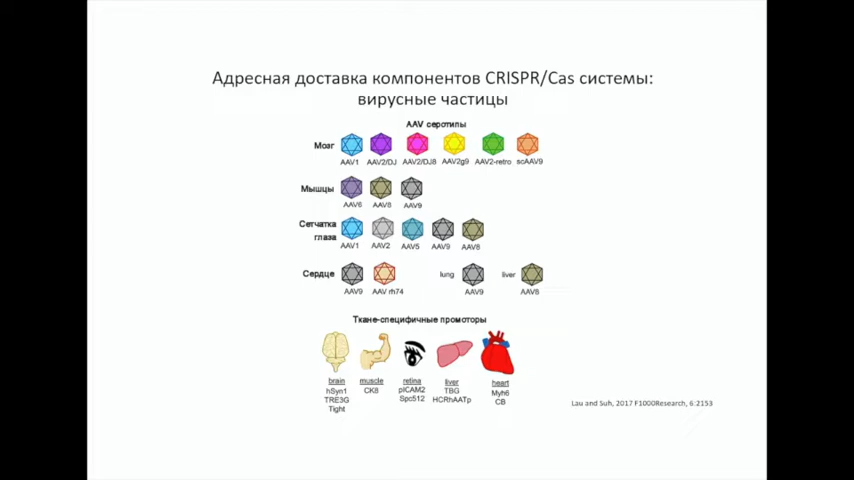 Адресная доставка компонентов CRISPR/Cas системы:
вирусные частицы
AAV серотипы
Мозг
AAV1 AAV2/DJ AAV2/DJ8 AAV2g9 AAV2-retro scAAV9
Мышцы
AAV6 AAV8 AAV9
Сетчатка
глаза
AAV1 AAV2 AAV5 AAV9 AAV8
Сердце lung liver
AAV9 AAV rh74 AAV9 AAV8
Ткане-специфичные промоторы
brain muscle retina liver heart
hSyn1 CK8 pICAM2 TBG Myh6
TRE3G Spc512 HCRhAATp CB
Tight
Lau and Suh, 2017 F1000Research, 6:2153